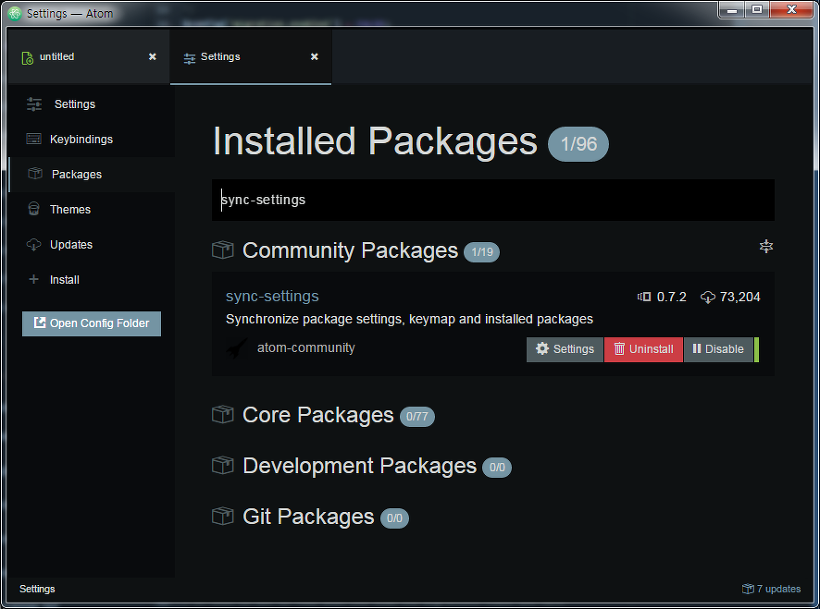 Settings — Atom
untitled
Settings
Settings
Keybindings
Packages
Themes
Updates
Install
Open Config Folder
Installed Packages 1/96
sync-settings
Community Packages 1/19
sync-settings 0.7.2 73,204
Synchronize package settings, keymap and installed packages
atom-community Settings Uninstall Disable
Core Packages 0/77
Development Packages 0/0
Git Packages 0/0
Settings 7 updates